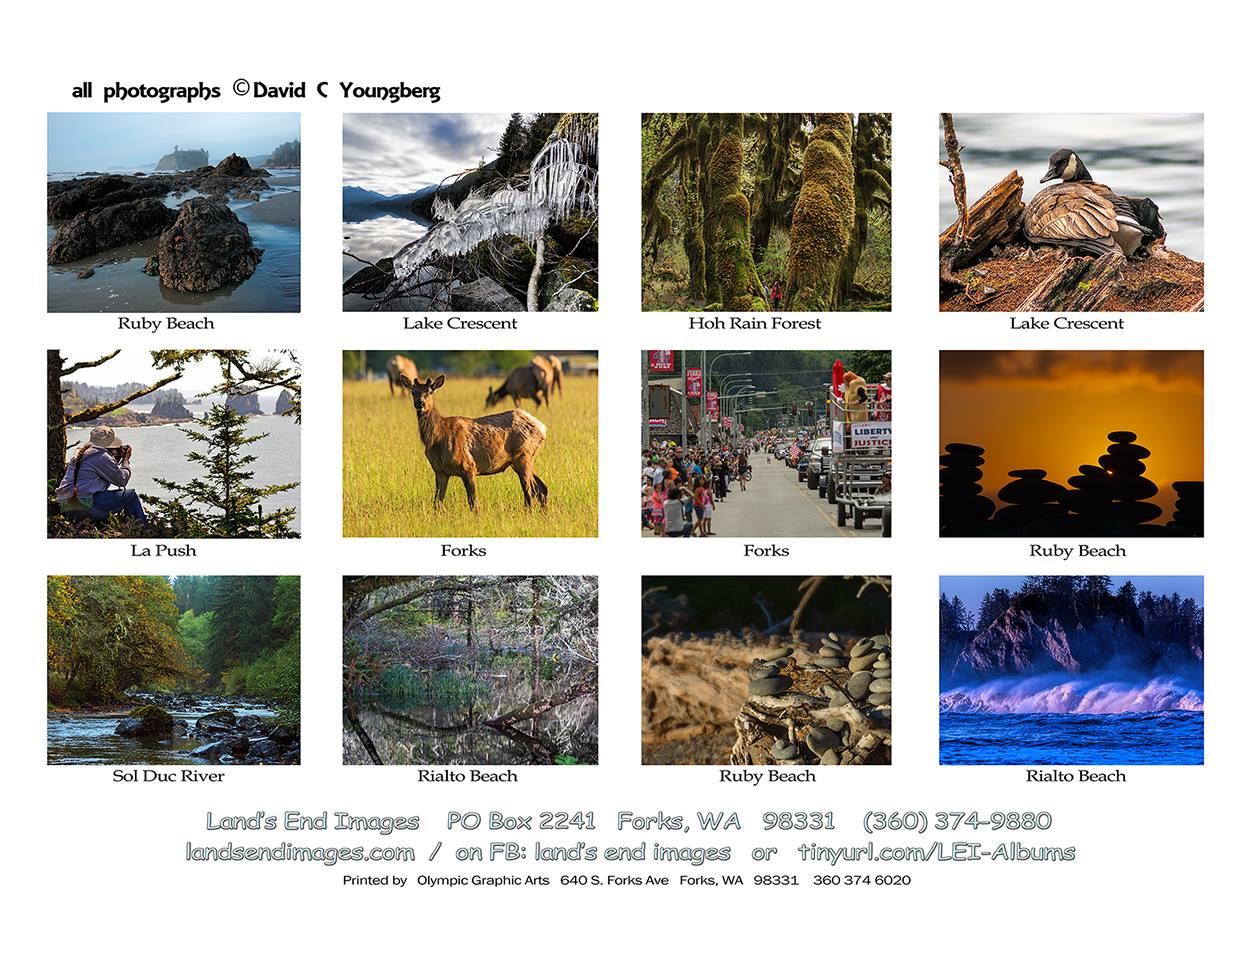 all photographs ©David C Youngberg
Ruby Beach
Lake Crescent
Hoh Rain Forest
Lake Crescent
4
JULY
FORKS
LIBERTY
JUSTICE
La Push
Forks
Forks
Ruby Beach
Sol Duc River
Rialto Beach
Ruby Beach
Rialto Beach
Land's End Images PO Box 2241 Forks, WA 98331 (360) 374-9880
landsendimages.com / on FB: land's end images or tinyurl.com/LEI-Albums
Printed by Olympic Graphic Arts 640 S. Forks Ave Forks, WA 98331 360 374 6020